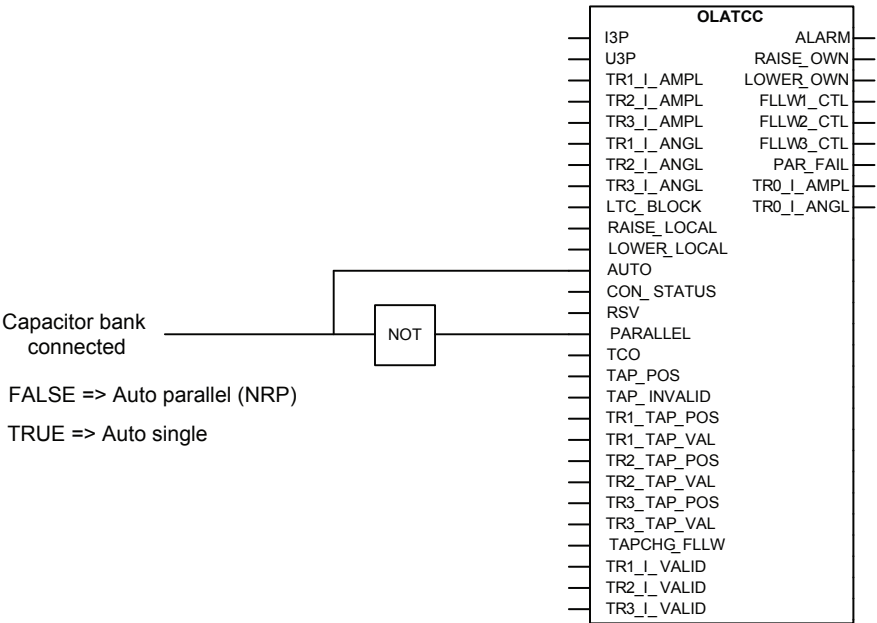 OLATCC
I3P ALARM
U3P RAISE_OWN
TR1_I_AMPL LOWER_OWN
TR2_I_AMPL FLLW1_CTL
TR3_I_AMPL FLLW2_CTL
TR1_I_ANGL FLLW3_CTL
TR2_I_ANGL PAR_FAIL
TR3_I_ANGL TR0_I_AMPL
LTC_BLOCK TR0_I_ANGL
RAISE_LOCAL
LOWER_LOCAL
AUTO
CON_STATUS
RSV
PARALLEL
TCO
TAP_POS
TAP_INVALID
TR1_TAP_POS
TR1_TAP_VAL
TR2_TAP_POS
TR2_TAP_VAL
TR3_TAP_POS
TR3_TAP_VAL
TAPCHG_FLLW
TR1_I_VALID
TR2_I_VALID
TR3_I_VALID
Capacitor bank
connected
NOT
FALSE => Auto parallel (NRP)
TRUE => Auto single